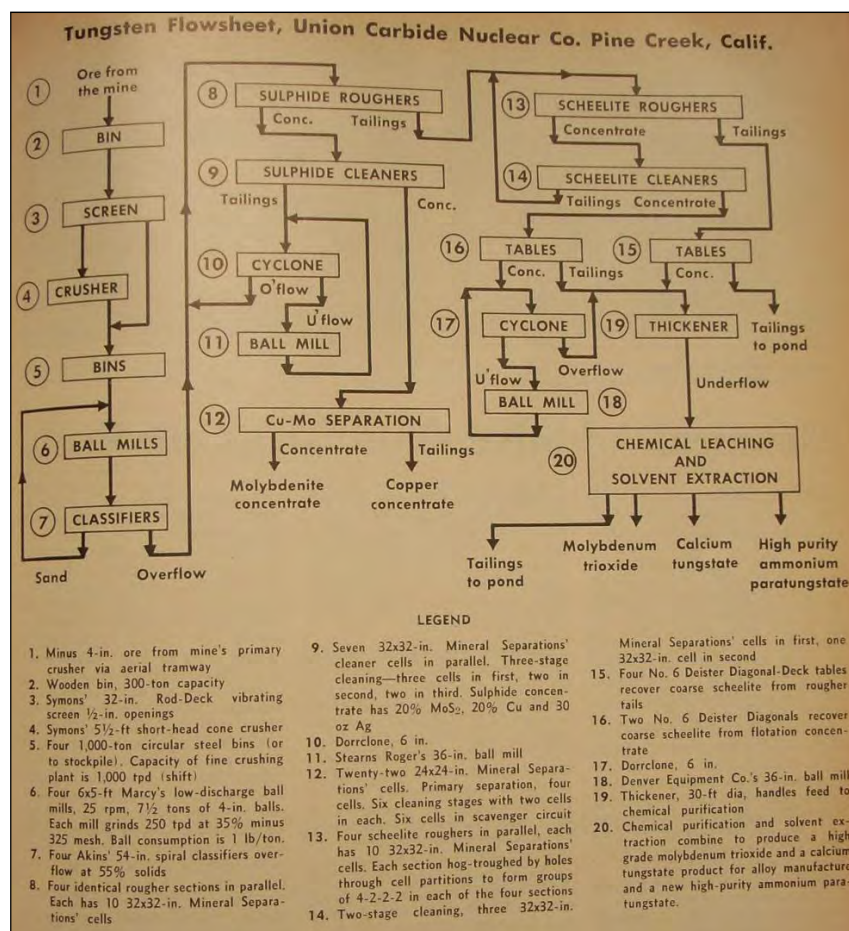 Tungsten Flowsheet, Union Carbide Nuclear Co. Pine Creek, Calif.
1
Ore from
the mine
2
BIN
3
SCREEN
4
CRUSHER
5
BINS
6
BALL MILLS
7
CLASSIFIERS
Sand
Overflow
8
SULPHIDE ROUGHERS
Conc.
Tailings
9
SULPHIDE CLEANERS
Tailings
Conc.
10
CYCLONE
O'flow
U'flow
11
BALL MILL
12
Cu-Mo SEPARATION
Concentrate
Tailings
Molybdenite
concentrate
Copper
concentrate
13
SCHEELITE ROUGHERS
Concentrate
Tailings
14
SCHEELITE CLEANERS
Tailings
Concentrate
16
TABLES
Conc.
Tailings
15
TABLES
Conc.
Tailings
to pond
17
CYCLONE
U'flow
Overflow
BALL MILL
18
19
THICKENER
Underflow
20
CHEMICAL LEACHING
AND
SOLVENT EXTRACTION
Tailings
to pond
Molybdenum
trioxide
Calcium
tungstate
High purity
ammonium
paratungstate
LEGEND
1. Minus 4-in. ore from mine's primary
crusher via aerial tramway
2. Wooden bin, 300-ton capacity
3. Symons' 32-in. Rod-Deck vibrating
screen ½-in. openings
4. Symons' 5½-ft short-head cone crusher
5. Four 1,000-ton circular steel bins (or
to stockpile). Capacity of fine crushing
plant is 1,000 tpd (shift)
6. Four 6x5-ft Marcy's low-discharge ball
mills, 25 rpm, 7½ tons of 4-in. balls.
Each mill grinds 250 tpd at 35% minus
325 mesh. Ball consumption is 1 lb/ton.
7. Four Akins' 54-in. spiral classifiers over-
flow at 55% solids
8. Four identical rougher sections in parallel.
Each has 10 32x32-in. Mineral Separa-
tions' cells
9. Seven 32x32-in. Mineral Separations'
cleaner cells in parallel. Three-stage
cleaning—three cells in first, two in
second, two in third. Sulphide concen-
trate has 20% MoS₂, 20% Cu and 30
oz Ag
10. Dorrclone, 6 in.
11. Stearns Roger's 36-in. ball mill
12. Twenty-two 24x24-in. Mineral Separa-
tions' cells. Primary separation, four
cells. Six cleaning stages with two cells
in each. Six cells in scavenger circuit
13. Four scheelite roughers in parallel, each
has 10 32x32-in. Mineral Separations'
cells. Each section hog-troughed by holes
through cell partitions to form groups
of 4-2-2-2 in each of the four sections
14. Two-stage cleaning, three 32x32-in.
Mineral Separations' cells in first, one
32x32-in. cell in second
15. Four No. 6 Deister Diagonal-Deck tables
recover coarse scheelite from rougher
tails
16. Two No. 6 Deister Diagonals recover
coarse scheelite from flotation concen-
trate
17. Dorrclone, 6 in.
18. Denver Equipment Co.'s 36-in. ball mill
19. Thickener, 30-ft dia, handles feed to
chemical purification
20. Chemical purification and solvent ex-
traction combine to produce a high
grade molybdenum trioxide and a calcium
tungstate product for alloy manufacture
and a new high-purity ammonium para-
tungstate.